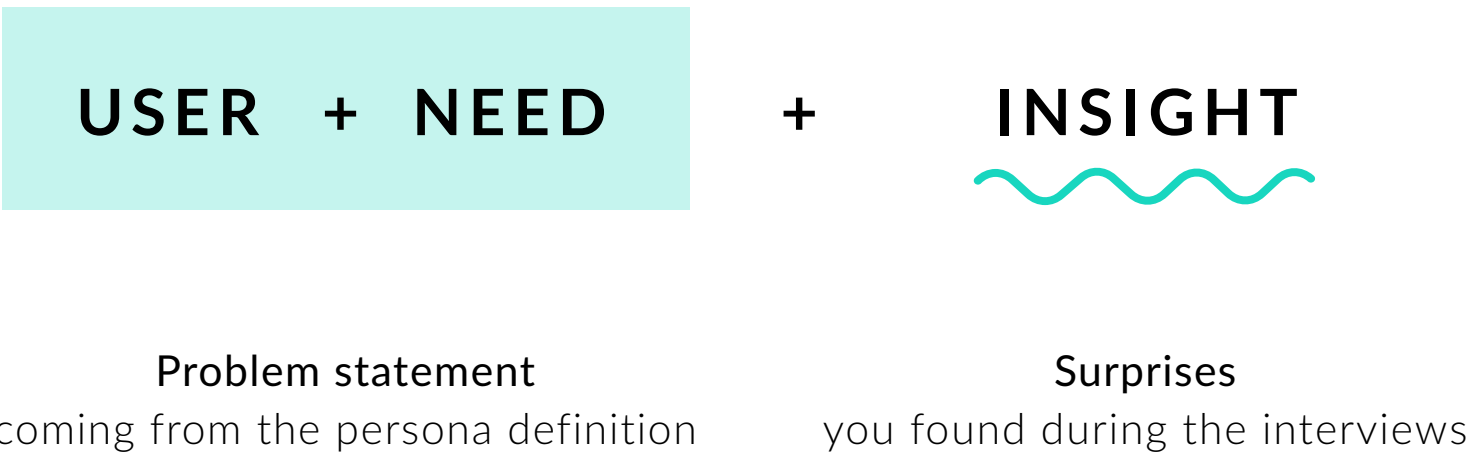 USER + NEED + INSIGHT
Problem statement Surprises
coming from the persona definition you found during the interviews